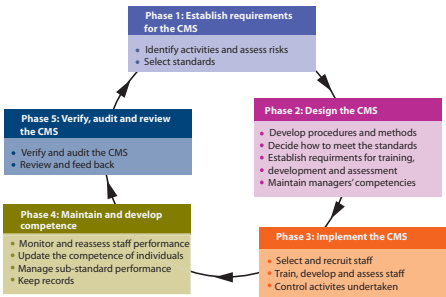 Phase 1: Establish requirements
for the CMS
• Identify activities and assess risks
• Select standards
Phase 2: Design the CMS
• Develop procedures and methods
• Decide how to meet the standards
• Establish requirments for training,
• development and assessment
• Maintain managers' competencies
Phase 3: Implement the CMS
• Select and recruit staff
• Train, develop and assess staff
• Control activites undertaken
Phase 4: Maintain and develop
competence
• Monitor and reassess staff performance
• Update the competence of individuals
• Manage sub-standard performance
• Keep records
Phase 5: Verify, audit and review
the CMS
• Verify and audit the CMS
• Review and feed back